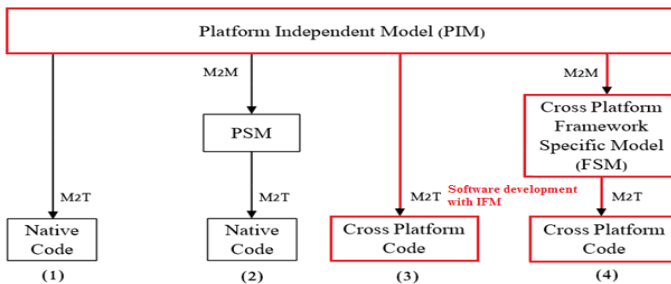 Platform Independent Model (PIM)
M2M
M2M
PSM
Cross Platform
Framework
Specific Model
(FSM)
M2T
M2T
M2T
Software development
with IFM
M2T
Native
Code
Native
Code
Cross Platform
Code
Cross Platform
Code
(1)
(2)
(3)
(4)